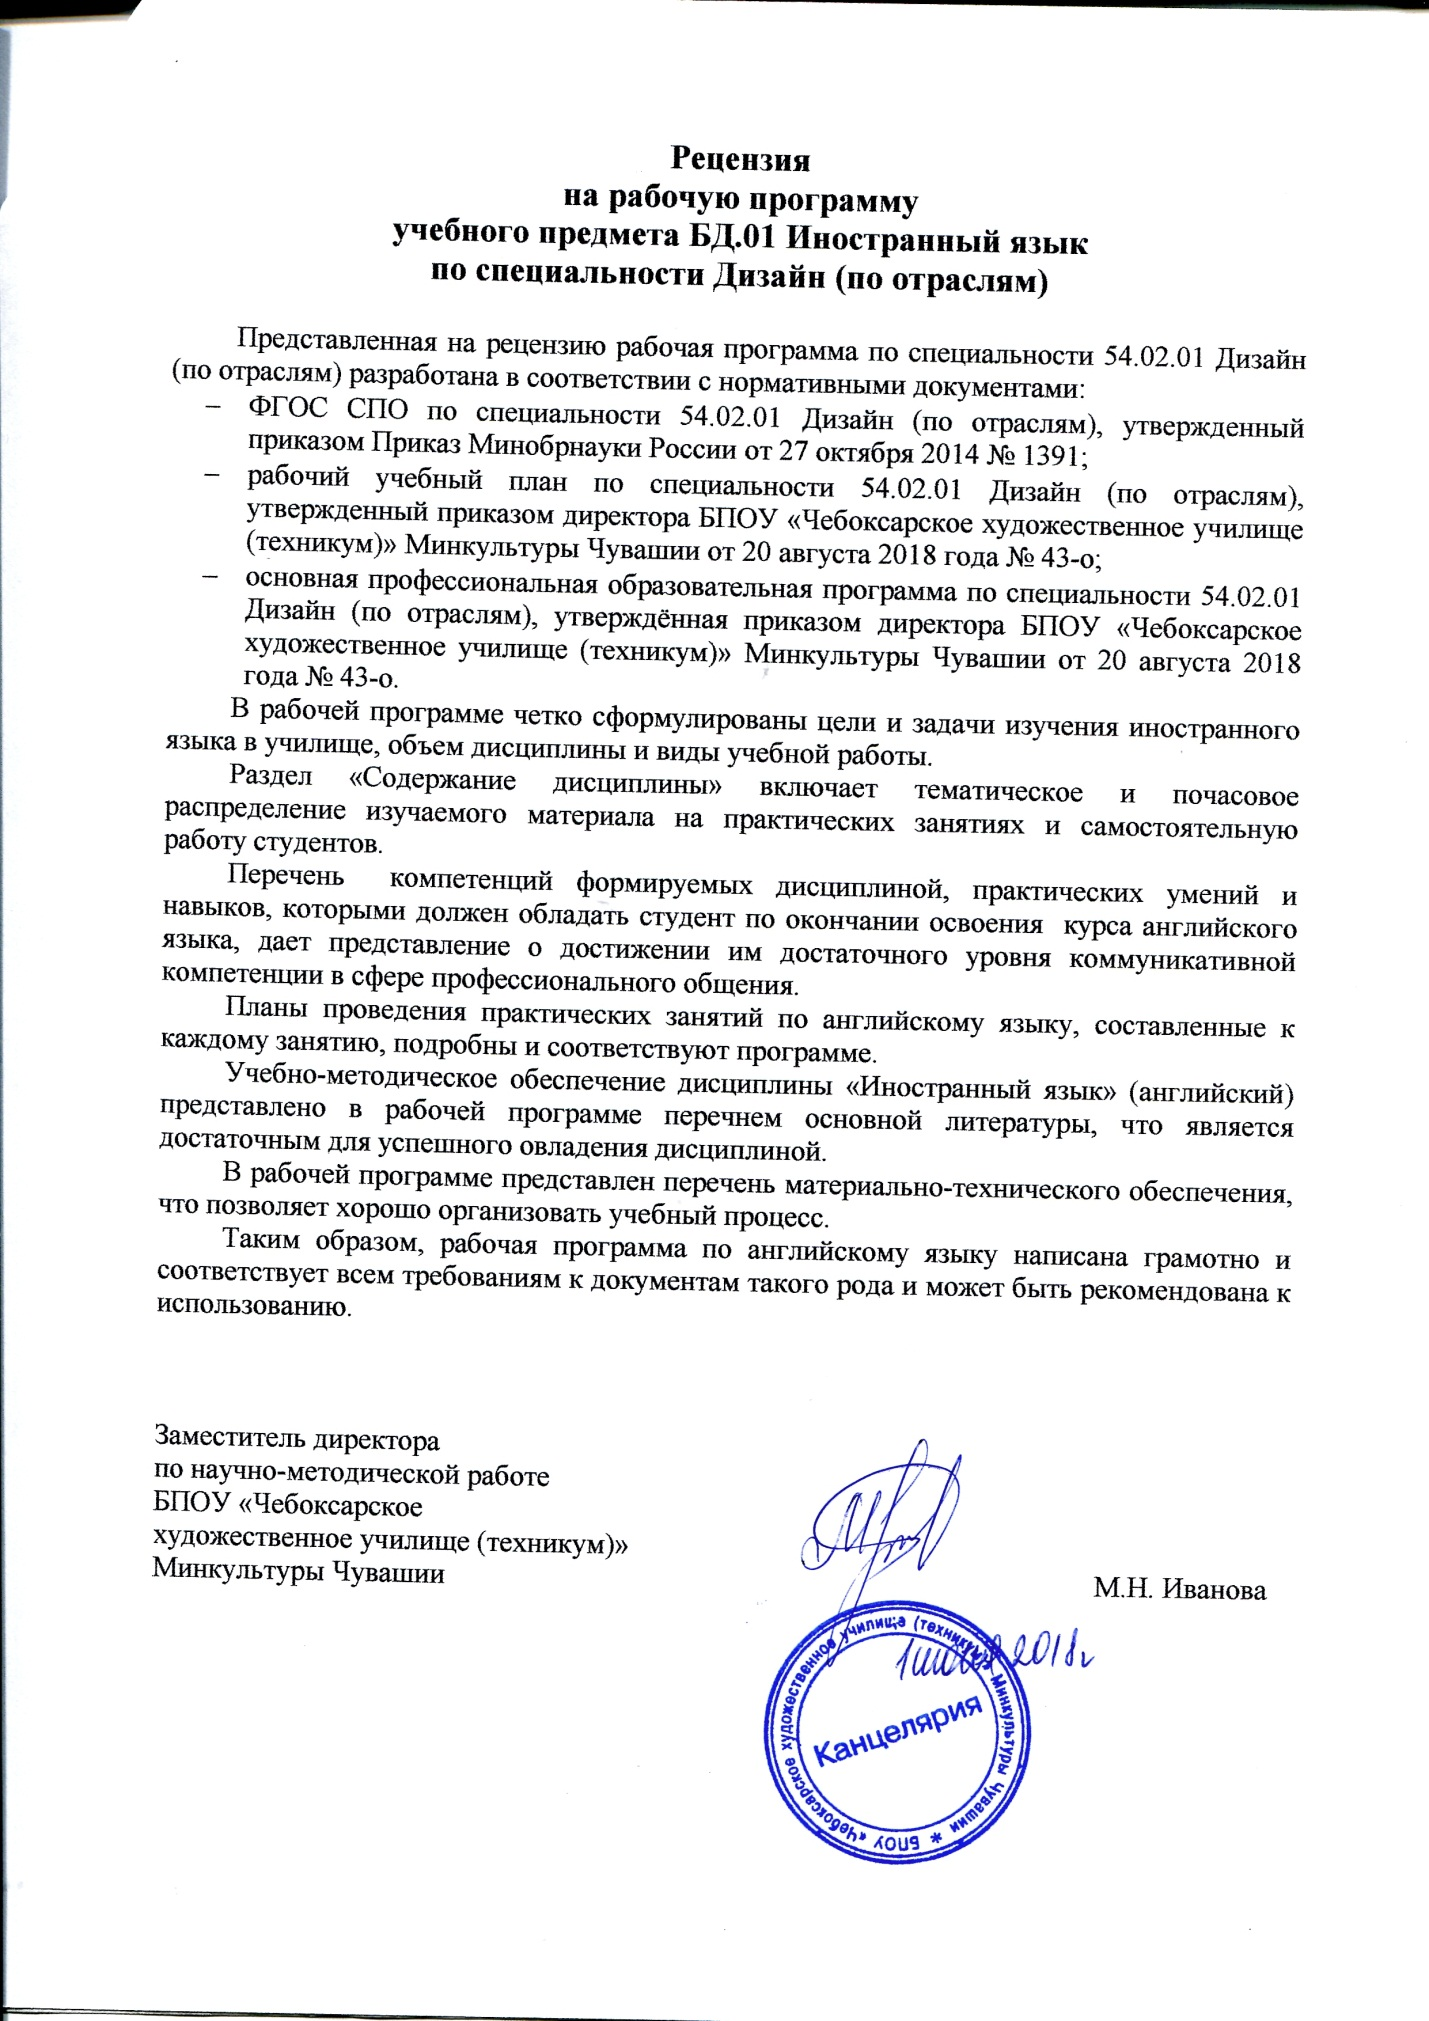 Рецензия
на рабочую программу
учебного предмета БД.01 Иностранный язык
по специальности Дизайн (по отраслям)
Представленная на рецензию рабочая программа по специальности 54.02.01 Дизайн
(по отраслям) разработана в соответствии с нормативными документами:
– ФГОС СПО по специальности 54.02.01 Дизайн (по отраслям), утвержденный
приказом Приказ Минобрнауки России от 27 октября 2014 № 1391;
– рабочий учебный план по специальности 54.02.01 Дизайн (по отраслям),
утвержденный приказом директора БПОУ «Чебоксарское художественное училище
(техникум)» Минкультуры Чувашии от 20 августа 2018 года № 43-о;
– основная профессиональная образовательная программа по специальности 54.02.01
Дизайн (по отраслям), утверждённая приказом директора БПОУ «Чебоксарское
художественное училище (техникум)» Минкультуры Чувашии от 20 августа 2018
года № 43-о.
В рабочей программе четко сформулированы цели и задачи изучения иностранного
языка в училище, объем дисциплины и виды учебной работы.
Раздел «Содержание дисциплины» включает тематическое и почасовое
распределение изучаемого материала на практических занятиях и самостоятельную
работу студентов.
Перечень компетенций формируемых дисциплиной, практических умений и
навыков, которыми должен обладать студент по окончании освоения курса английского
языка, дает представление о достижении им достаточного уровня коммуникативной
компетенции в сфере профессионального общения.
Планы проведения практических занятий по английскому языку, составленные к
каждому занятию, подробны и соответствуют программе.
Учебно-методическое обеспечение дисциплины «Иностранный язык» (английский)
представлено в рабочей программе перечнем основной литературы, что является
достаточным для успешного овладения дисциплиной.
В рабочей программе представлен перечень материально-технического обеспечения,
что позволяет хорошо организовать учебный процесс.
Таким образом, рабочая программа по английскому языку написана грамотно и
соответствует всем требованиям к документам такого рода и может быть рекомендована к
использованию.
Заместитель директора
по научно-методической работе
БПОУ «Чебоксарское
художественное училище (техникум)»
Минкультуры Чувашии
М.Н. Иванова
2018г
БПОУ «Чебоксарское художественное училище (техникум)» Минкультуры Чувашии *
Канцелярия